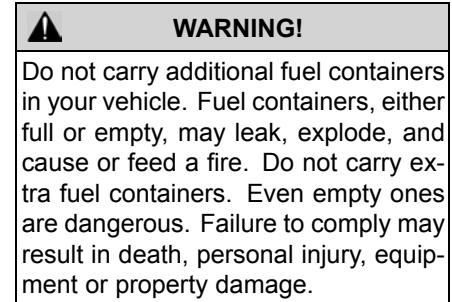 WARNING!
Do not carry additional fuel containers
in your vehicle. Fuel containers, either
full or empty, may leak, explode, and
cause or feed a fire. Do not carry ex-
tra fuel containers. Even empty ones
are dangerous. Failure to comply may
result in death, personal injury, equip-
ment or property damage.